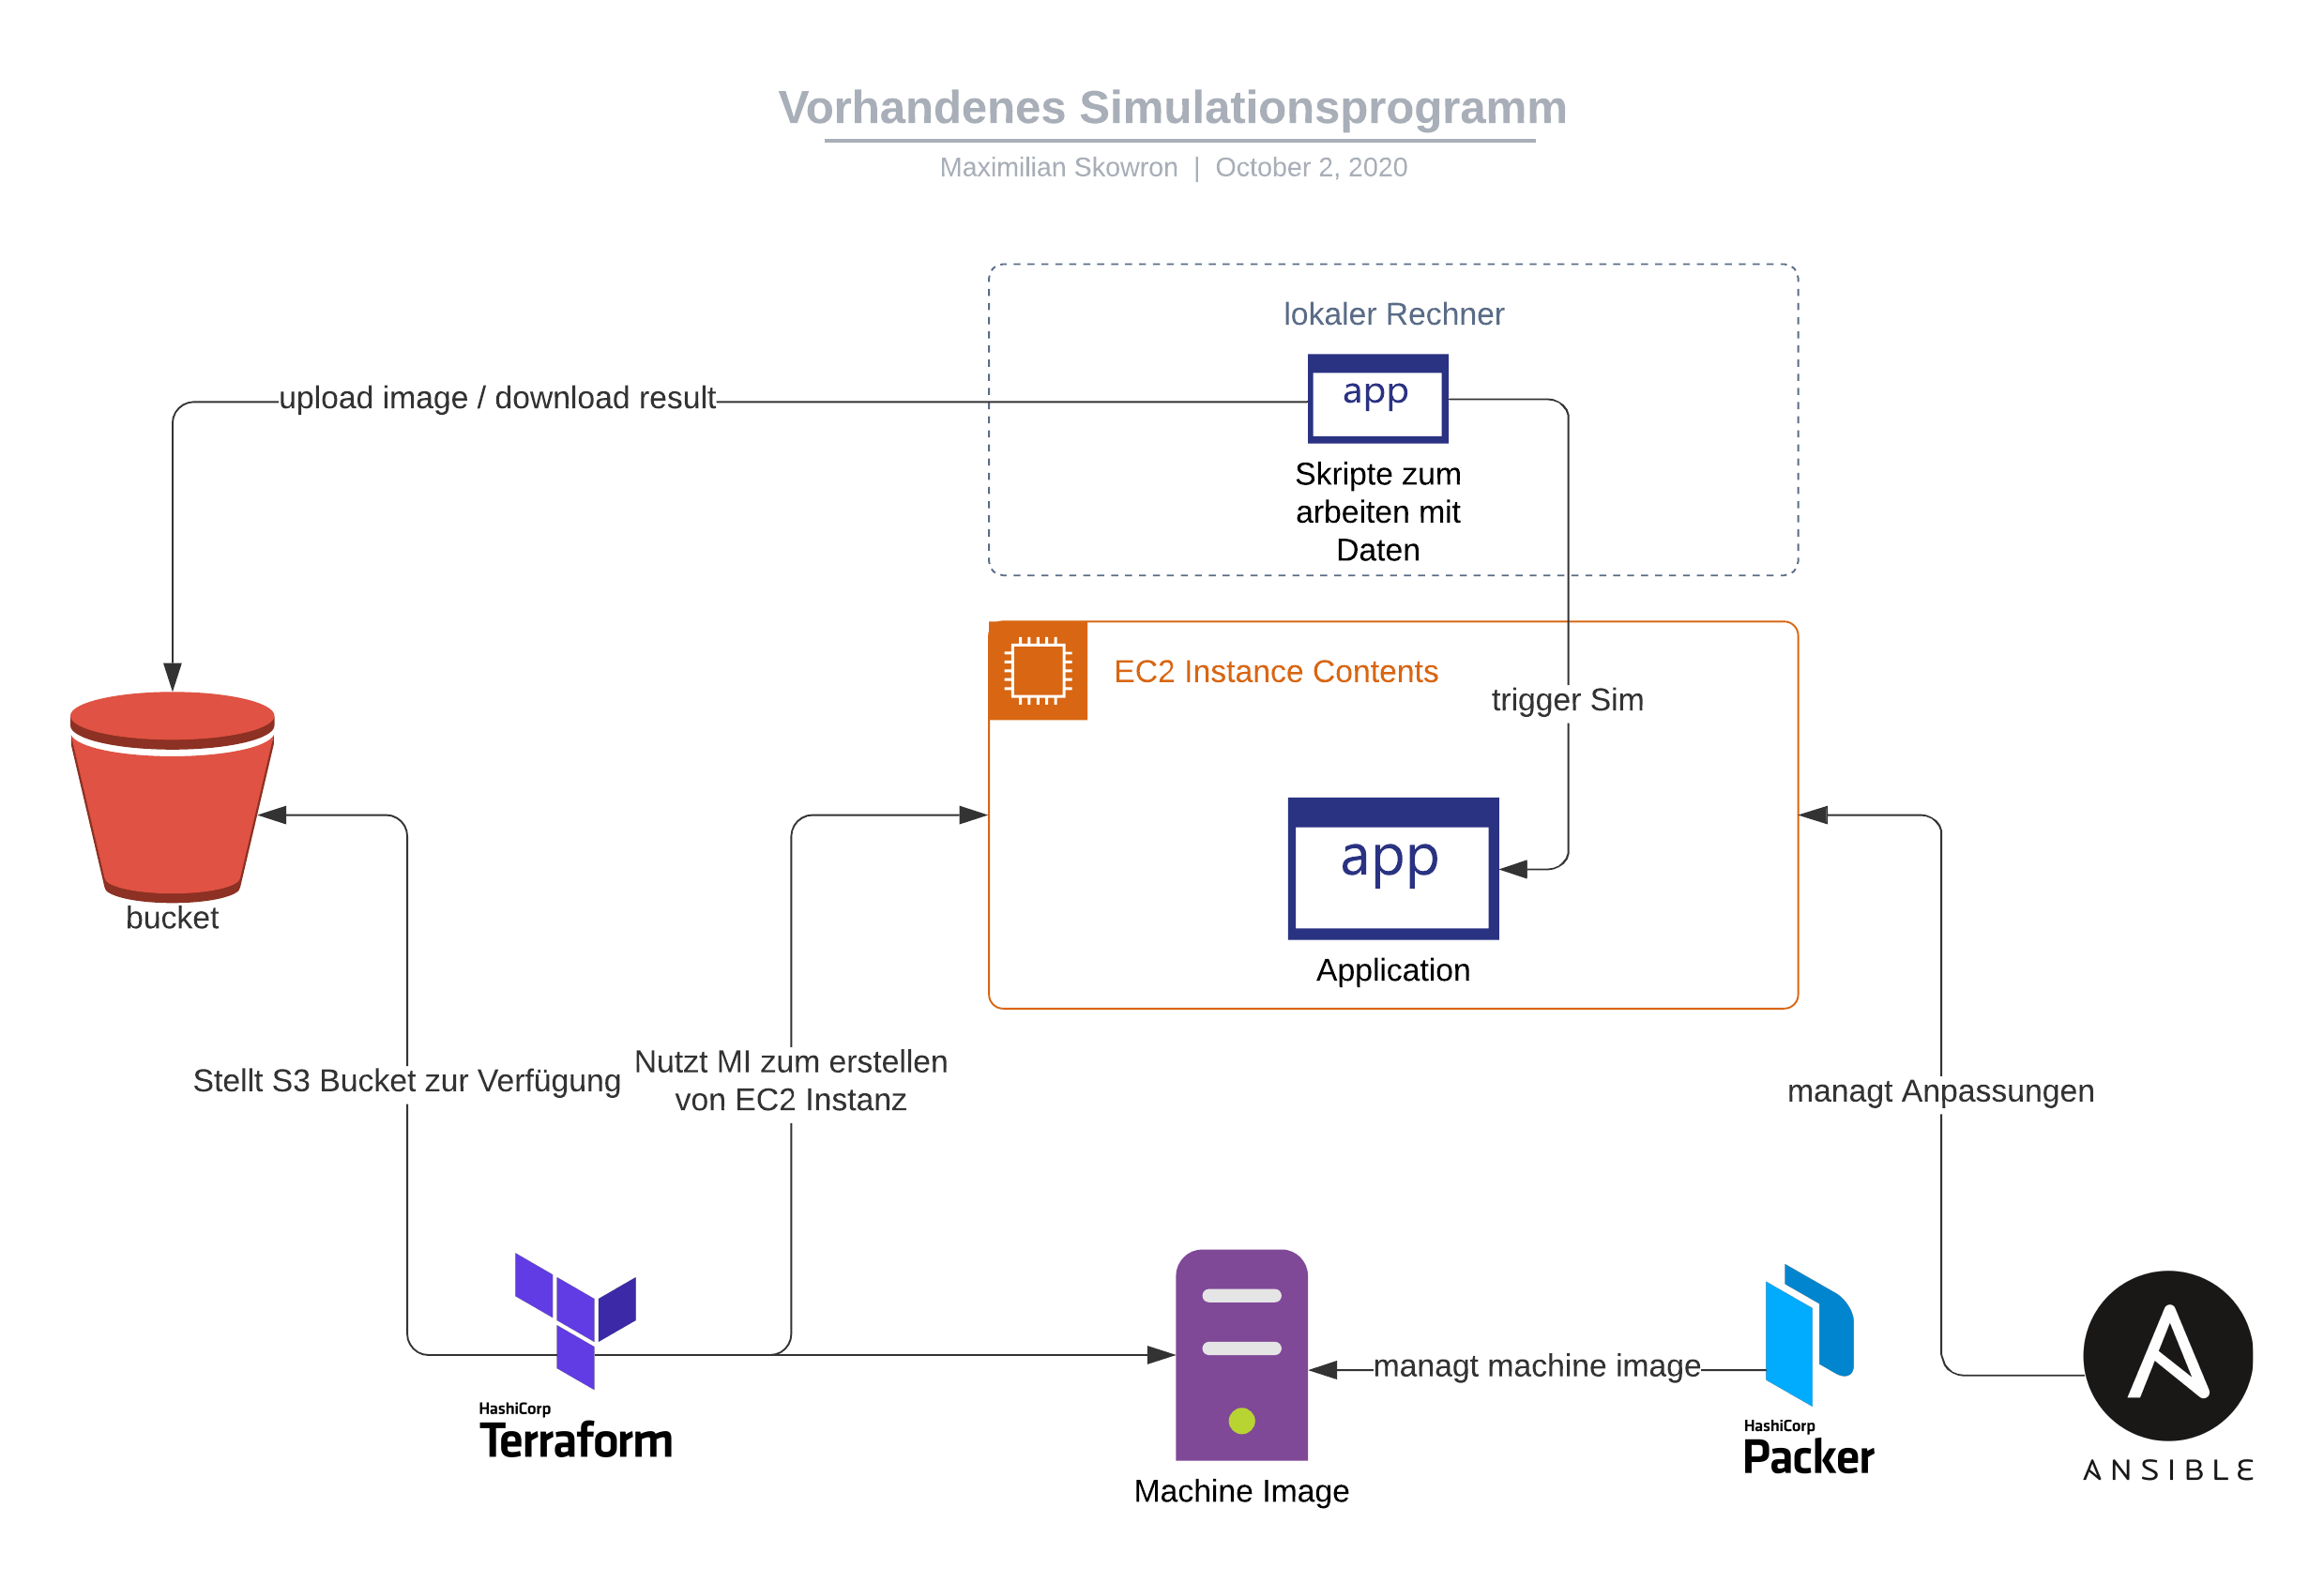 Vorhandenes Simulationsprogramm
Maximilian Skowron | October 2, 2020
lokaler Rechner
app
upload image / download result
Skripte zum
arbeiten mit
Daten
EC2 Instance Contents
trigger Sim
app
Application
bucket
Stellt S3 Bucket zur Verfügung
Nutzt MI zum erstellen
von EC2 Instanz
managt Anpassungen
managt machine image
HashiCorp
Terraform
Machine Image
HashiCorp
Packer
ANSIBLE